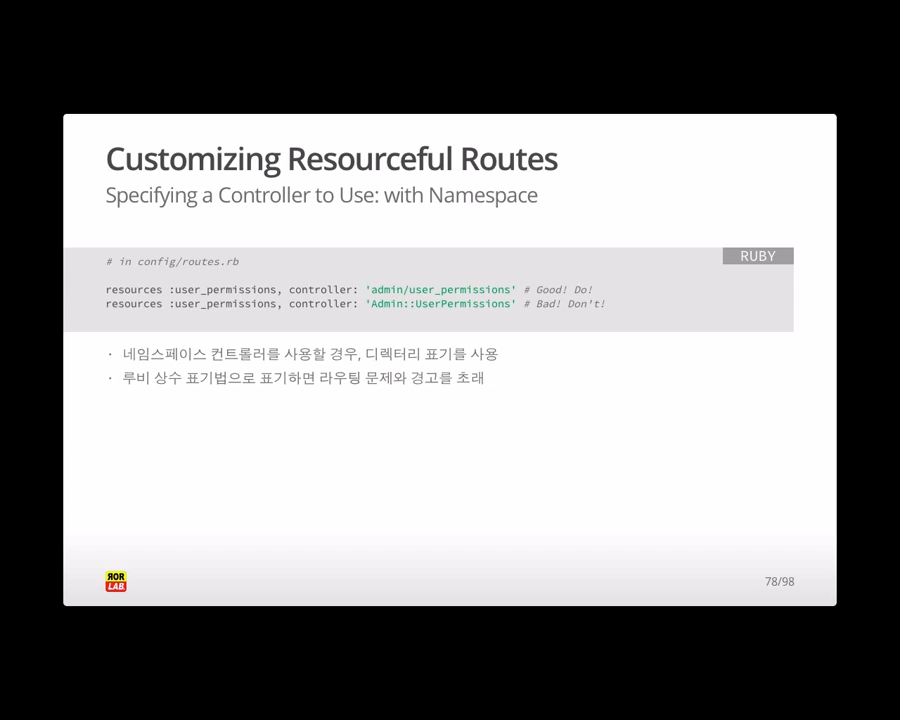 Customizing Resourceful Routes
Specifying a Controller to Use: with Namespace
RUBY
# in config/routes.rb
resources :user_permissions, controller: 'admin/user_permissions' # Good! Do!
resources :user_permissions, controller: 'Admin::UserPermissions' # Bad! Don't!
· 네임스페이스 컨트롤러를 사용할 경우, 디렉터리 표기를 사용
· 루비 상수 표기법으로 표기하면 라우팅 문제와 경고를 초래
ЯOR
LAB.
78/98